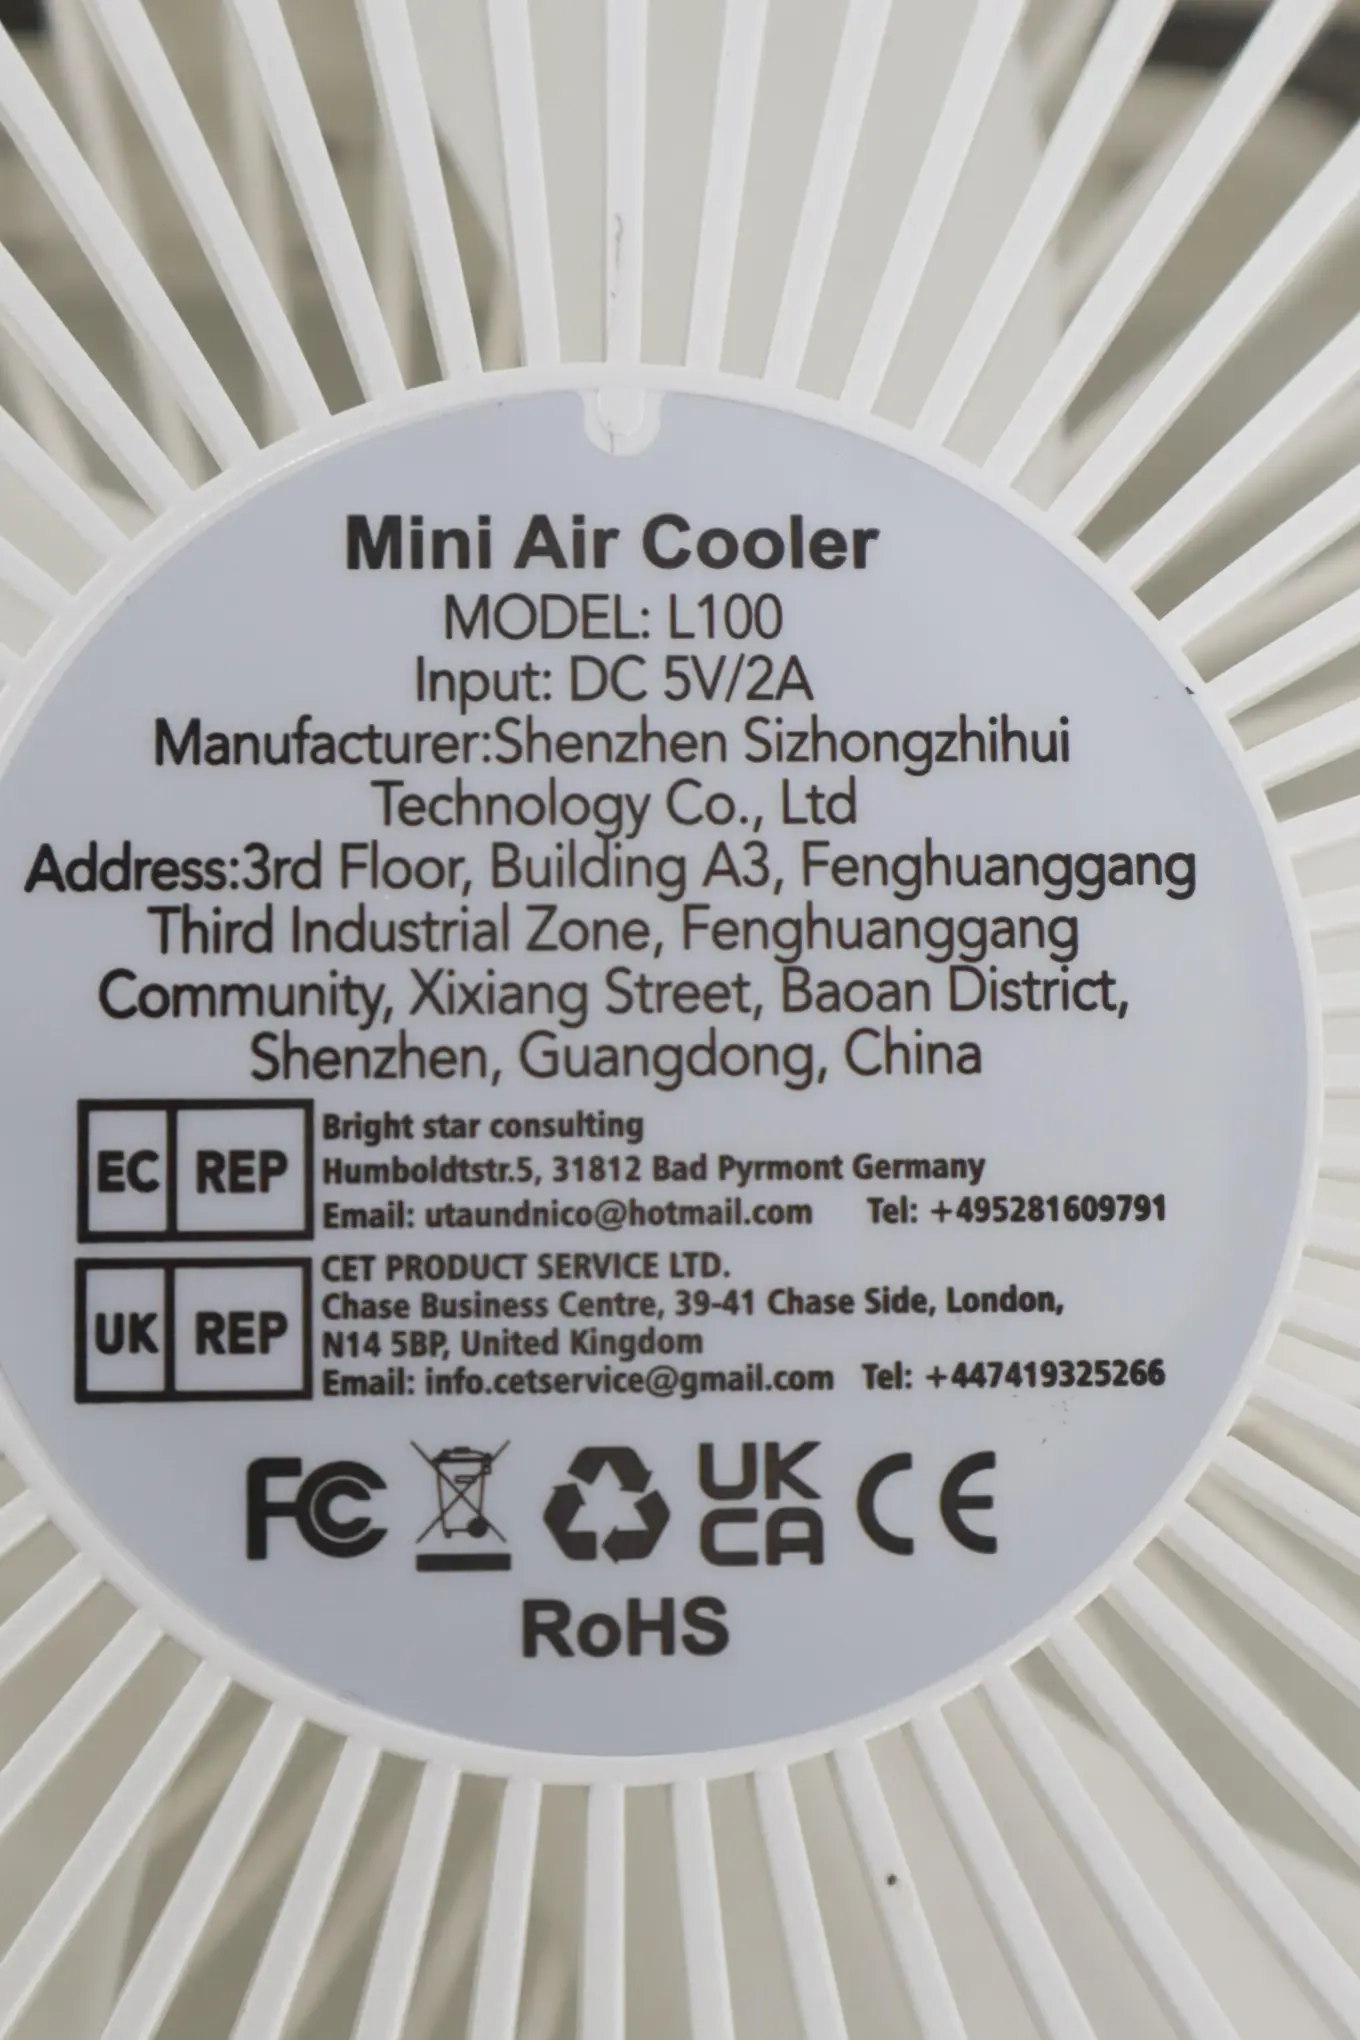 Mini Air Cooler
MODEL: L100
Input: DC 5V/2A
Manufacturer:Shenzhen Sizhongzhihui
Technology Co., Ltd
Address:3rd Floor, Building A3, Fenghuanggang
Third Industrial Zone, Fenghuanggang
Community, Xixiang Street, Baoan District,
Shenzhen, Guangdong, China
EC REP
Bright star consulting
Humboldtstr.5, 31812 Bad Pyrmont Germany
Email: utaundnico@hotmail.com Tel: +495281609791
UK REP
CET PRODUCT SERVICE LTD.
Chase Business Centre, 39-41 Chase Side, London,
N14 5BP, United Kingdom
Email: info.cetservice@gmail.com Tel: +447419325266
FC UK CA CE
RoHS